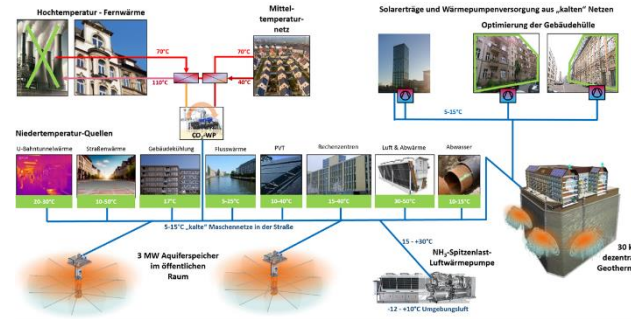 Hochtemperatur - Fernwärme
Mittel-
temperatur-
netz
Solarerträge und Wärmepumpenversorgung aus „kalten“ Netzen
Optimierung der Gebäudehülle
70°C
70°C
110°C
40°C
CO₂-WP
5-15°C
Niedertemperatur-Quellen
U-Bahntunnelwärme
Straßenwärme
Gebäudekühlung
Flusswärme
PVT
Rechenzentren
Luft & Abwärme
Abwasser
20-30°C
10-50°C
17°C
5-25°C
10-40°C
15-40°C
30-50°C
10-15°C
5-15°C „kalte“ Maschennetze in der Straße
3 MW Aquiferspeicher
im öffentlichen
Raum
15 - +30°C
NH₃-Spitzenlast-
Luftwärmepumpe
-12 - +10°C Umgebungsluft
30 k
dezentra
Geotherm